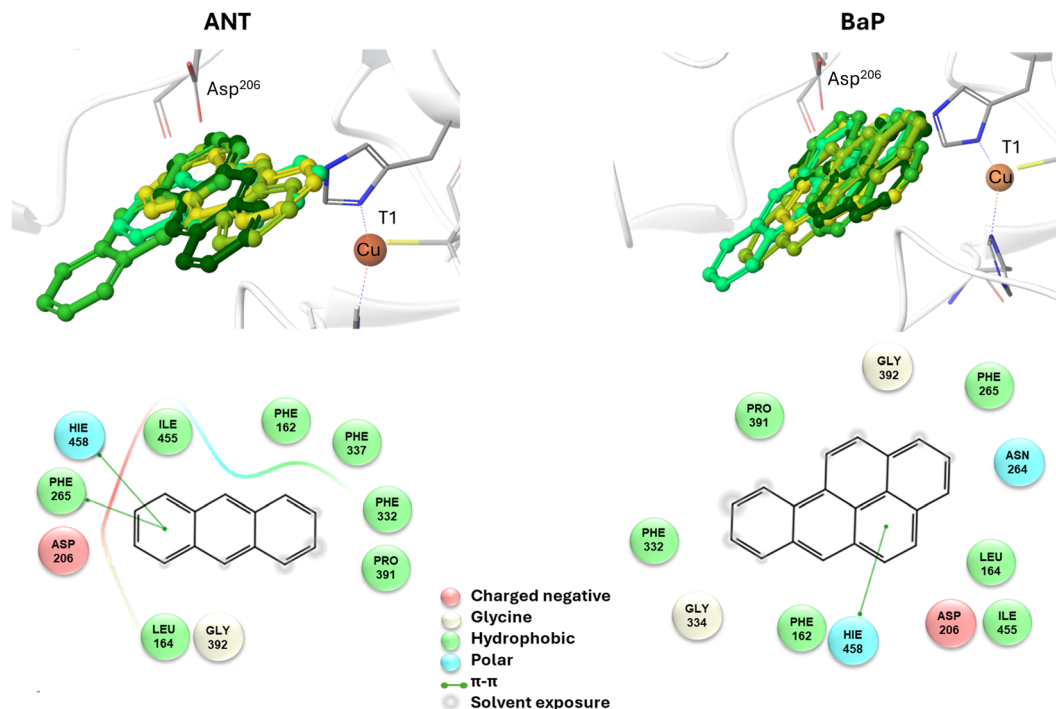 ANT
BaP
Asp206
T1
Cu
Asp206
T1
Cu
HIE
458
ILE
455
PHE
162
PHE
337
PHE
265
PHE
332
ASP
206
PRO
391
LEU
164
GLY
392
GLY
392
PHE
265
PRO
391
ASN
264
PHE
332
LEU
164
GLY
334
PHE
162
HIE
458
ASP
206
ILE
455
Charged negative
Glycine
Hydrophobic
Polar
π-π
Solvent exposure